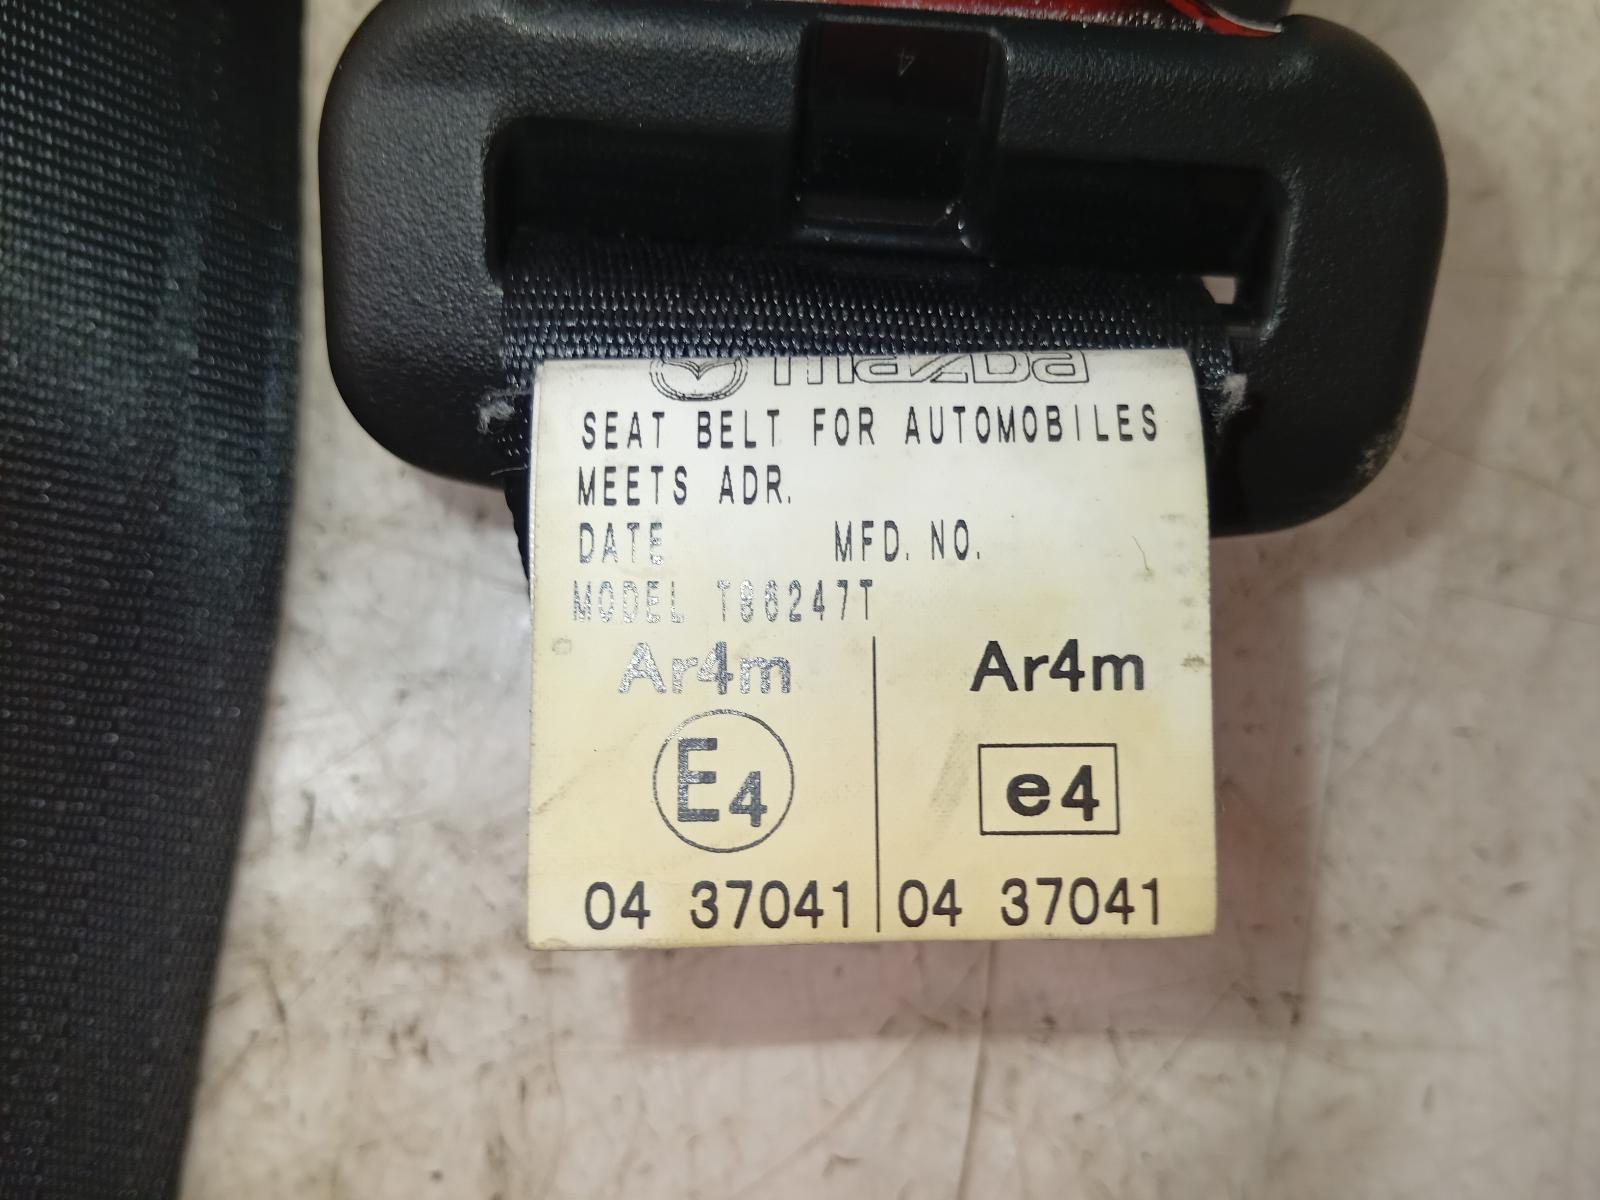 4
mazda
SEAT BELT FOR AUTOMOBILES
MEETS ADR.
DATE MFD. NO.
MODEL T86247T
Ar4m Ar4m
E4 e4
04 37041 04 37041